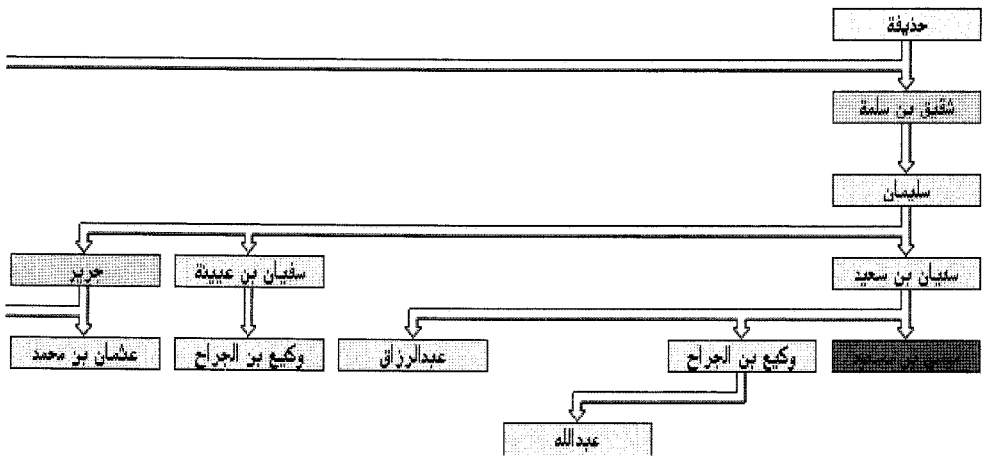 حذيفة
شقيق بن سلمة
سليمان
سفيان بن سعيد
سفيان بن عيينة
جرير
وكيع بن الجراح
عبدالرزاق
وكيع بن الجراح
عثمان بن محمد
عبدالله